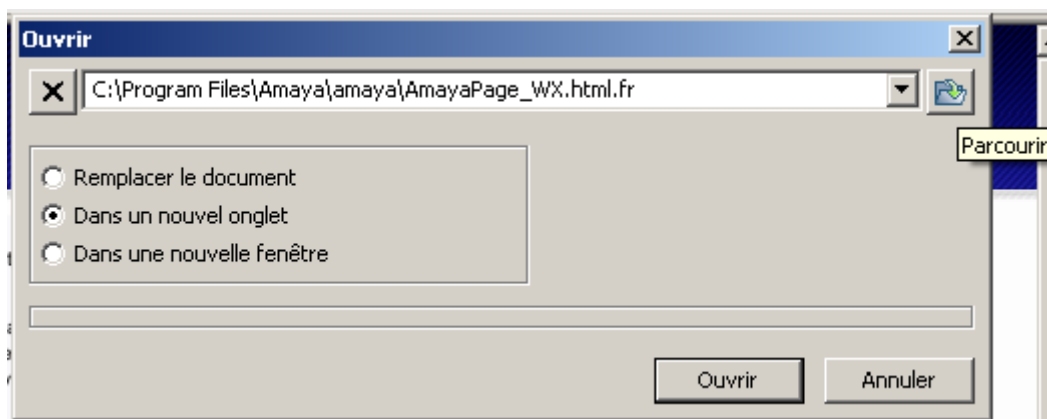 Ouvrir
C:\Program Files\Amaya\amaya\AmayaPage_WX.html.fr
Parcourir
Remplacer le document
Dans un nouvel onglet
Dans une nouvelle fenêtre
Ouvrir
Annuler